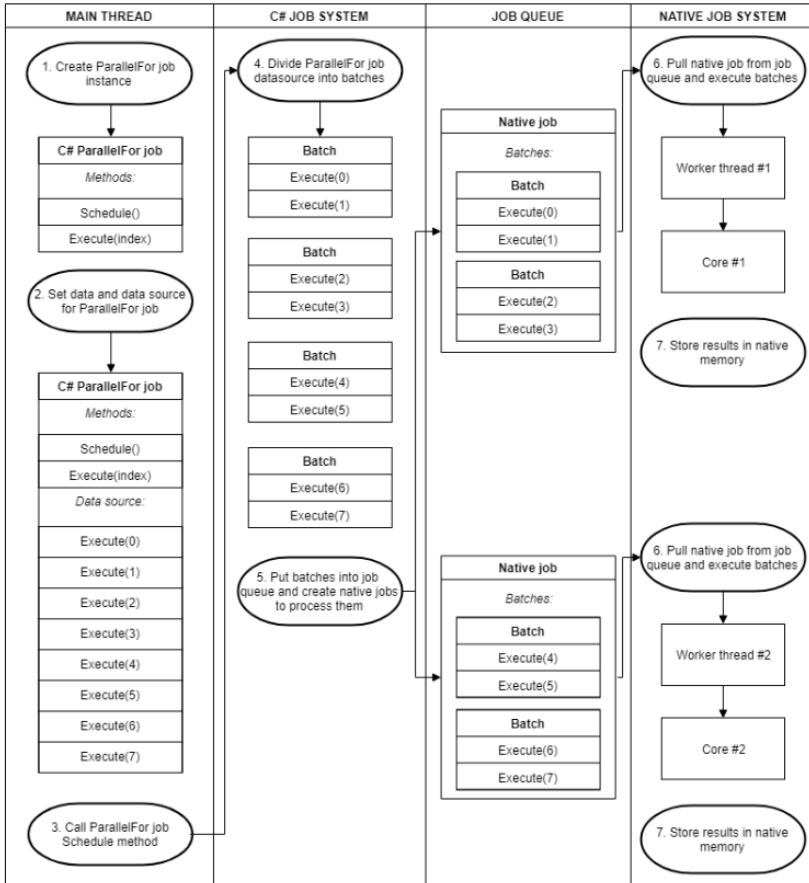 MAIN THREAD
1. Create ParallelFor job
instance
C# ParallelFor job
Methods:
Schedule()
Execute(index)
2. Set data and data source
for ParallelFor job
C# ParallelFor job
Methods:
Schedule()
Execute(index)
Data source:
Execute(0)
Execute(1)
Execute(2)
Execute(3)
Execute(4)
Execute(5)
Execute(6)
Execute(7)
3. Call ParallelFor job
Schedule method
C# JOB SYSTEM
4. Divide ParallelFor job
datasource into batches
Batch
Execute(0)
Execute(1)
Batch
Execute(2)
Execute(3)
Batch
Execute(4)
Execute(5)
Batch
Execute(6)
Execute(7)
5. Put batches into job
queue and create native jobs
to process them
JOB QUEUE
Native job
Batches:
Batch
Execute(0)
Execute(1)
Batch
Execute(2)
Execute(3)
Native job
Batches:
Batch
Execute(4)
Execute(5)
Batch
Execute(6)
Execute(7)
NATIVE JOB SYSTEM
6. Pull native job from job
queue and execute batches
Worker thread #1
Core #1
7. Store results in native
memory
6. Pull native job from job
queue and execute batches
Worker thread #2
Core #2
7. Store results in native
memory